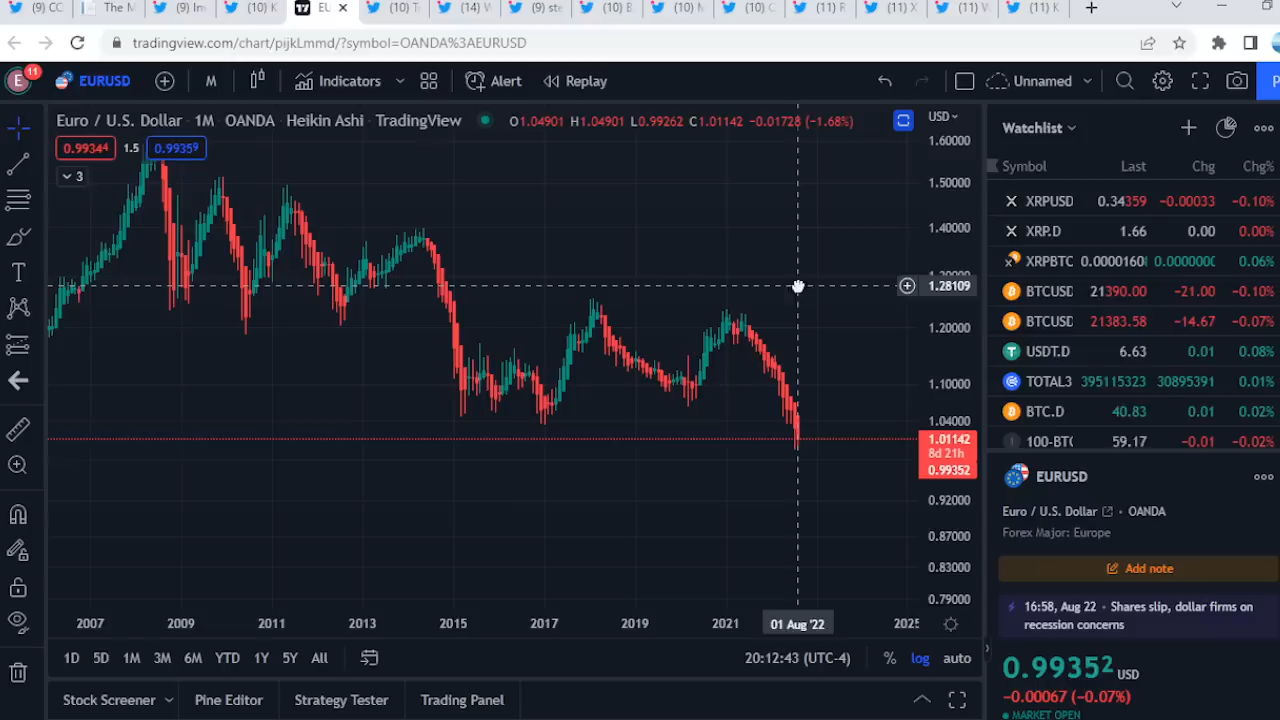 (9) CC
The M
(9) Im
(10) K
EU
(10) T
(14) V
(9) ste
(10) E
(10) M
(10) C
(11) R
(11) X
(11) V
(11) K
tradingview.com/chart/pijkLmmd/?symbol=OANDA%3AEURUSD
E
11
EURUSD
M
Indicators
Alert
Replay
Unnamed
P
Euro / U.S. Dollar · 1M · OANDA · Heikin Ashi · TradingView
O1.04901 H1.04901 L0.99262 C1.01142 −0.01728 (−1.68%)
0.99344
1.5
0.99359
3
USD
1.60000
1.50000
1.40000
1.30000
1.28109
1.20000
1.10000
1.04000
1.01142
8d 21h
0.99352
0.92000
0.87000
0.83000
0.79000
2007
2009
2011
2013
2015
2017
2019
2021
01 Aug '22
2025
1D 5D 1M 3M 6M YTD 1Y 5Y All
20:12:43 (UTC-4)
% log auto
Stock Screener
Pine Editor
Strategy Tester
Trading Panel
Watchlist
Symbol Last Chg Chg%
XRPUSD 0.34359 −0.00033 −0.10%
XRP.D 1.66 0.00 0.00%
XRPBTC 0.0000160 0.0000000 0.06%
BTCUSD 21390.00 −21.00 −0.10%
BTCUSD 21383.58 −14.67 −0.07%
USDT.D 6.63 0.01 0.08%
TOTAL3 395115323 30895391 0.01%
BTC.D 40.83 0.01 0.02%
100-BTC 59.17 −0.01 −0.02%
EURUSD
Euro / U.S. Dollar · OANDA
Forex Major: Europe
Add note
16:58, Aug 22 · Shares slip, dollar firms on
recession concerns
0.99352 USD
−0.00067 (−0.07%)
MARKET OPEN